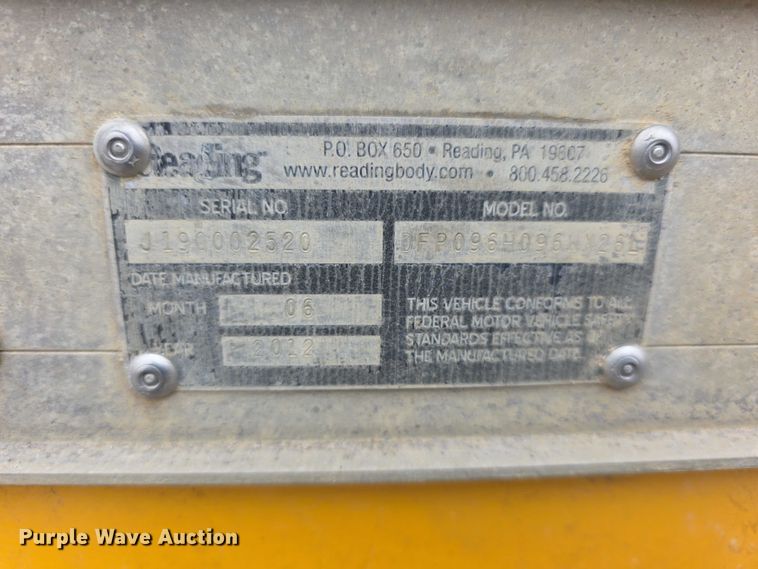 Reading
P.O. BOX 650 • Reading, PA 19607
www.readingbody.com • 800.458.2226
SERIAL NO.
MODEL NO.
J190002520
DATE MANUFACTURED
MONTH 06
YEAR 2012
THIS VEHICLE CONFORMS TO ALL
FEDERAL MOTOR VEHICLE SAFETY
STANDARDS EFFECTIVE AS OF
THE MANUFACTURED DATE.
Purple Wave Auction